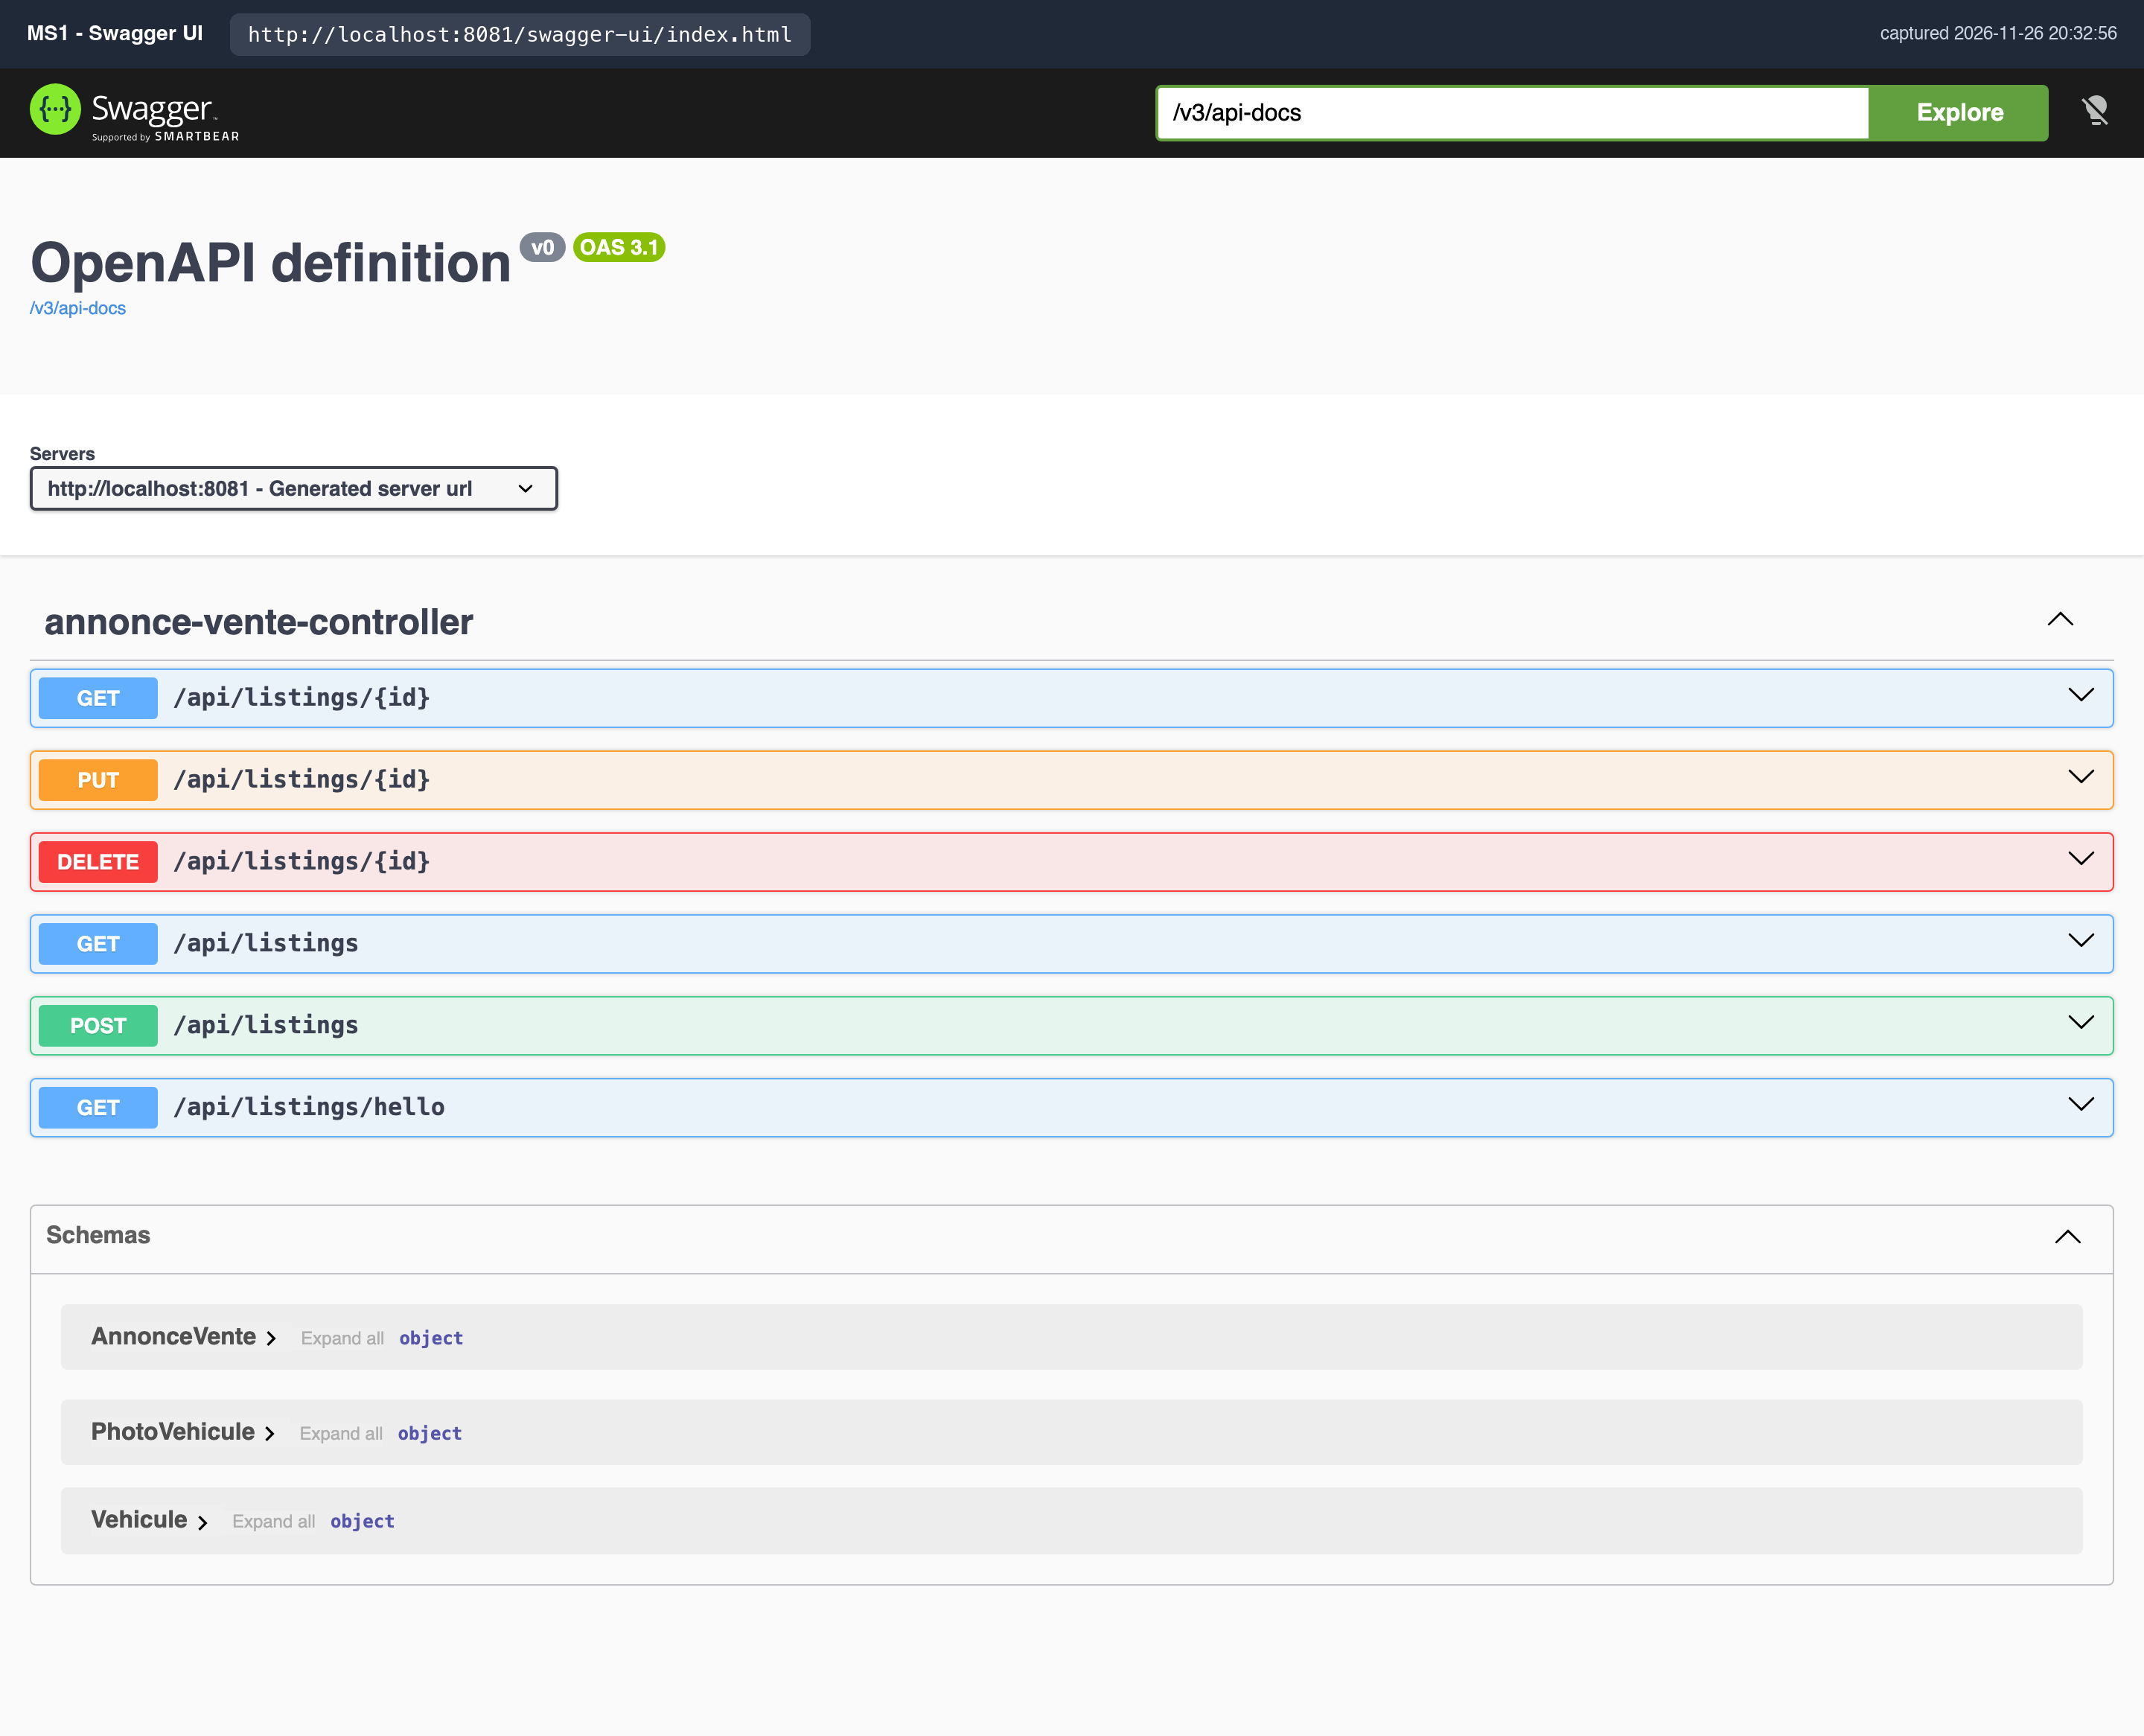 MS1 - Swagger UI http://localhost:8081/swagger-ui/index.html captured 2026-11-26 20:32:56
{···} Swagger™ /v3/api-docs Explore
Supported by SMARTBEAR
OpenAPI definition v0 OAS 3.1
/v3/api-docs
Servers
http://localhost:8081 - Generated server url
annonce-vente-controller
GET /api/listings/{id}
PUT /api/listings/{id}
DELETE /api/listings/{id}
GET /api/listings
POST /api/listings
GET /api/listings/hello
Schemas
AnnonceVente Expand all object
PhotoVehicule Expand all object
Vehicule Expand all object